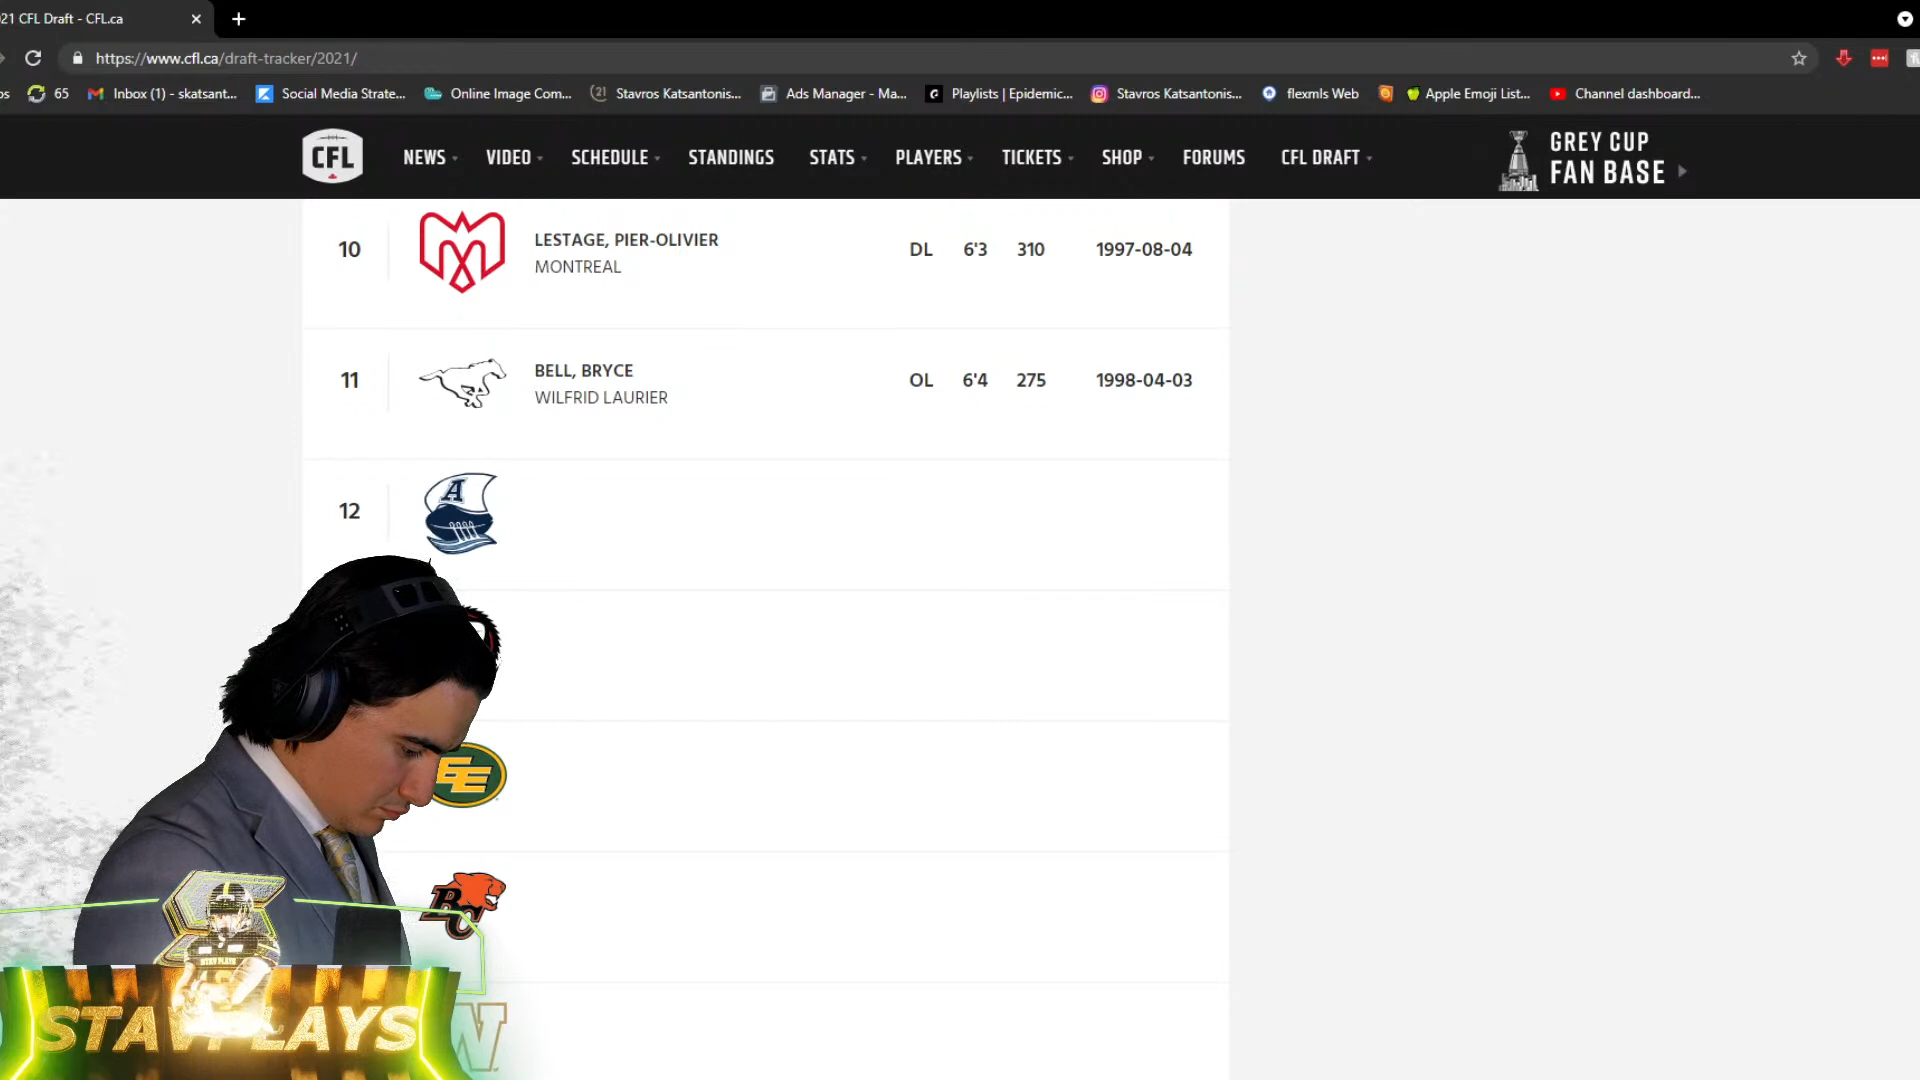 21 CFL Draft - CFL.ca
https://www.cfl.ca/draft-tracker/2021/
65 Inbox (1) - skatsant... Social Media Strate... Online Image Com... Stavros Katsantonis... Ads Manager - Ma... Playlists | Epidemic... Stavros Katsantonis... flexmls Web Apple Emoji List... Channel dashboard...
CFL NEWS VIDEO SCHEDULE STANDINGS STATS PLAYERS TICKETS SHOP FORUMS CFL DRAFT
GREY CUP
FAN BASE
10 LESTAGE, PIER-OLIVIER DL 6'3 310 1997-08-04
MONTREAL
11 BELL, BRYCE OL 6'4 275 1998-04-03
WILFRID LAURIER
12 A
EE
BC
W